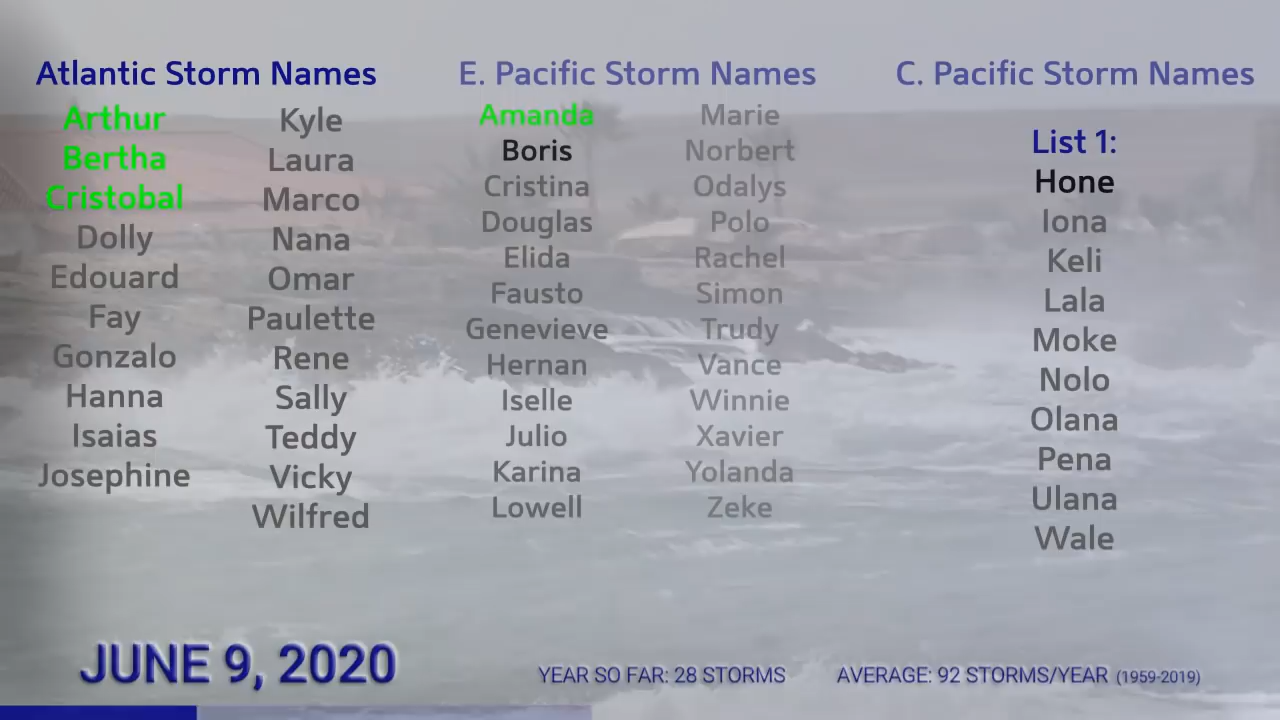 Atlantic Storm Names
Arthur
Bertha
Cristobal
Dolly
Edouard
Fay
Gonzalo
Hanna
Isaias
Josephine
Kyle
Laura
Marco
Nana
Omar
Paulette
Rene
Sally
Teddy
Vicky
Wilfred
E. Pacific Storm Names
Amanda
Boris
Cristina
Douglas
Elida
Fausto
Genevieve
Hernan
Iselle
Julio
Karina
Lowell
Marie
Norbert
Odalys
Polo
Rachel
Simon
Trudy
Vance
Winnie
Xavier
Yolanda
Zeke
C. Pacific Storm Names
List 1:
Hone
Iona
Keli
Lala
Moke
Nolo
Olana
Pena
Ulana
Wale
JUNE 9, 2020
YEAR SO FAR: 28 STORMS
AVERAGE: 92 STORMS/YEAR (1959-2019)